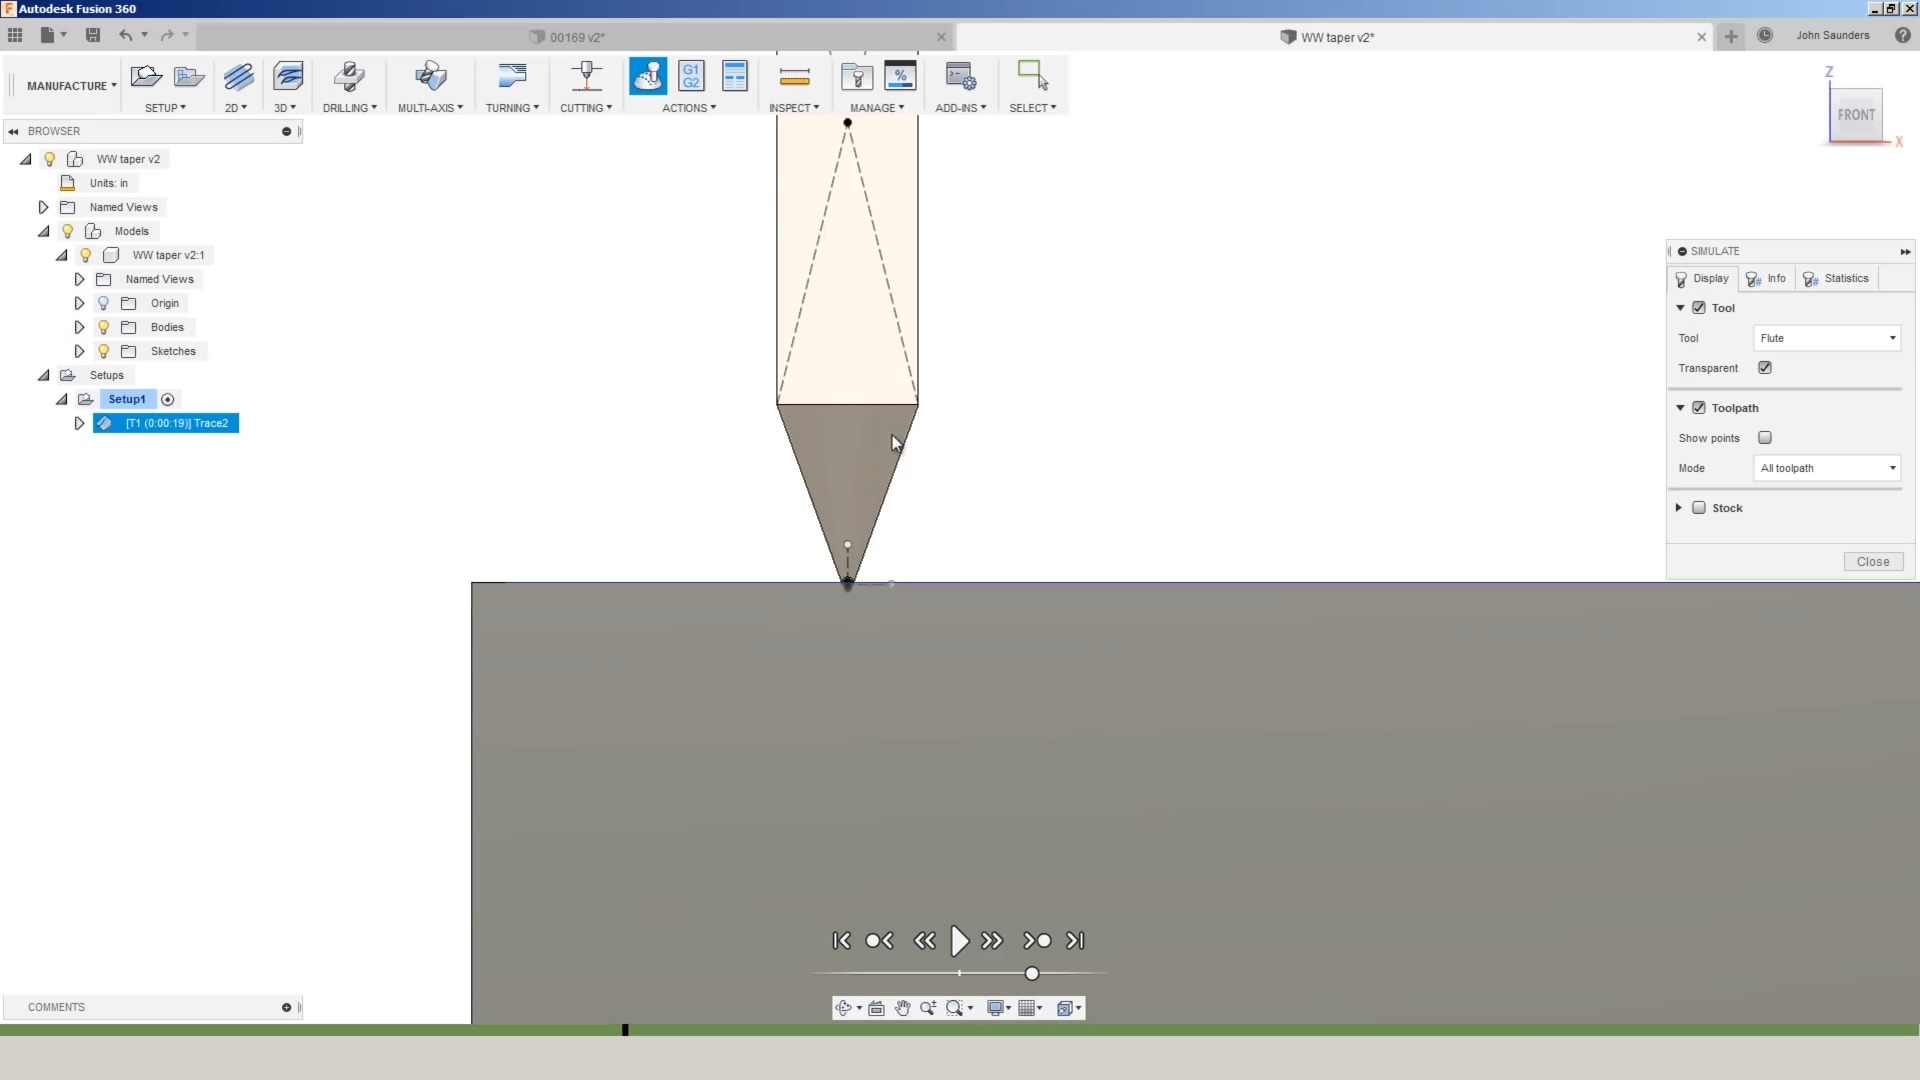 Autodesk Fusion 360
00169 v2*
WW taper v2*
John Saunders
MANUFACTURE
G1
G2
%
SETUP
2D
3D
DRILLING
MULTI-AXIS
TURNING
CUTTING
ACTIONS
INSPECT
MANAGE
ADD-INS
SELECT
Z
FRONT
X
BROWSER
WW taper v2
Units: in
Named Views
Models
WW taper v2:1
Named Views
Origin
Bodies
Sketches
Setups
Setup1
[T1 (0:00:19)] Trace2
SIMULATE
Display
Info
Statistics
Tool
Tool
Flute
Transparent
Toolpath
Show points
Mode
All toolpath
Stock
Close
COMMENTS